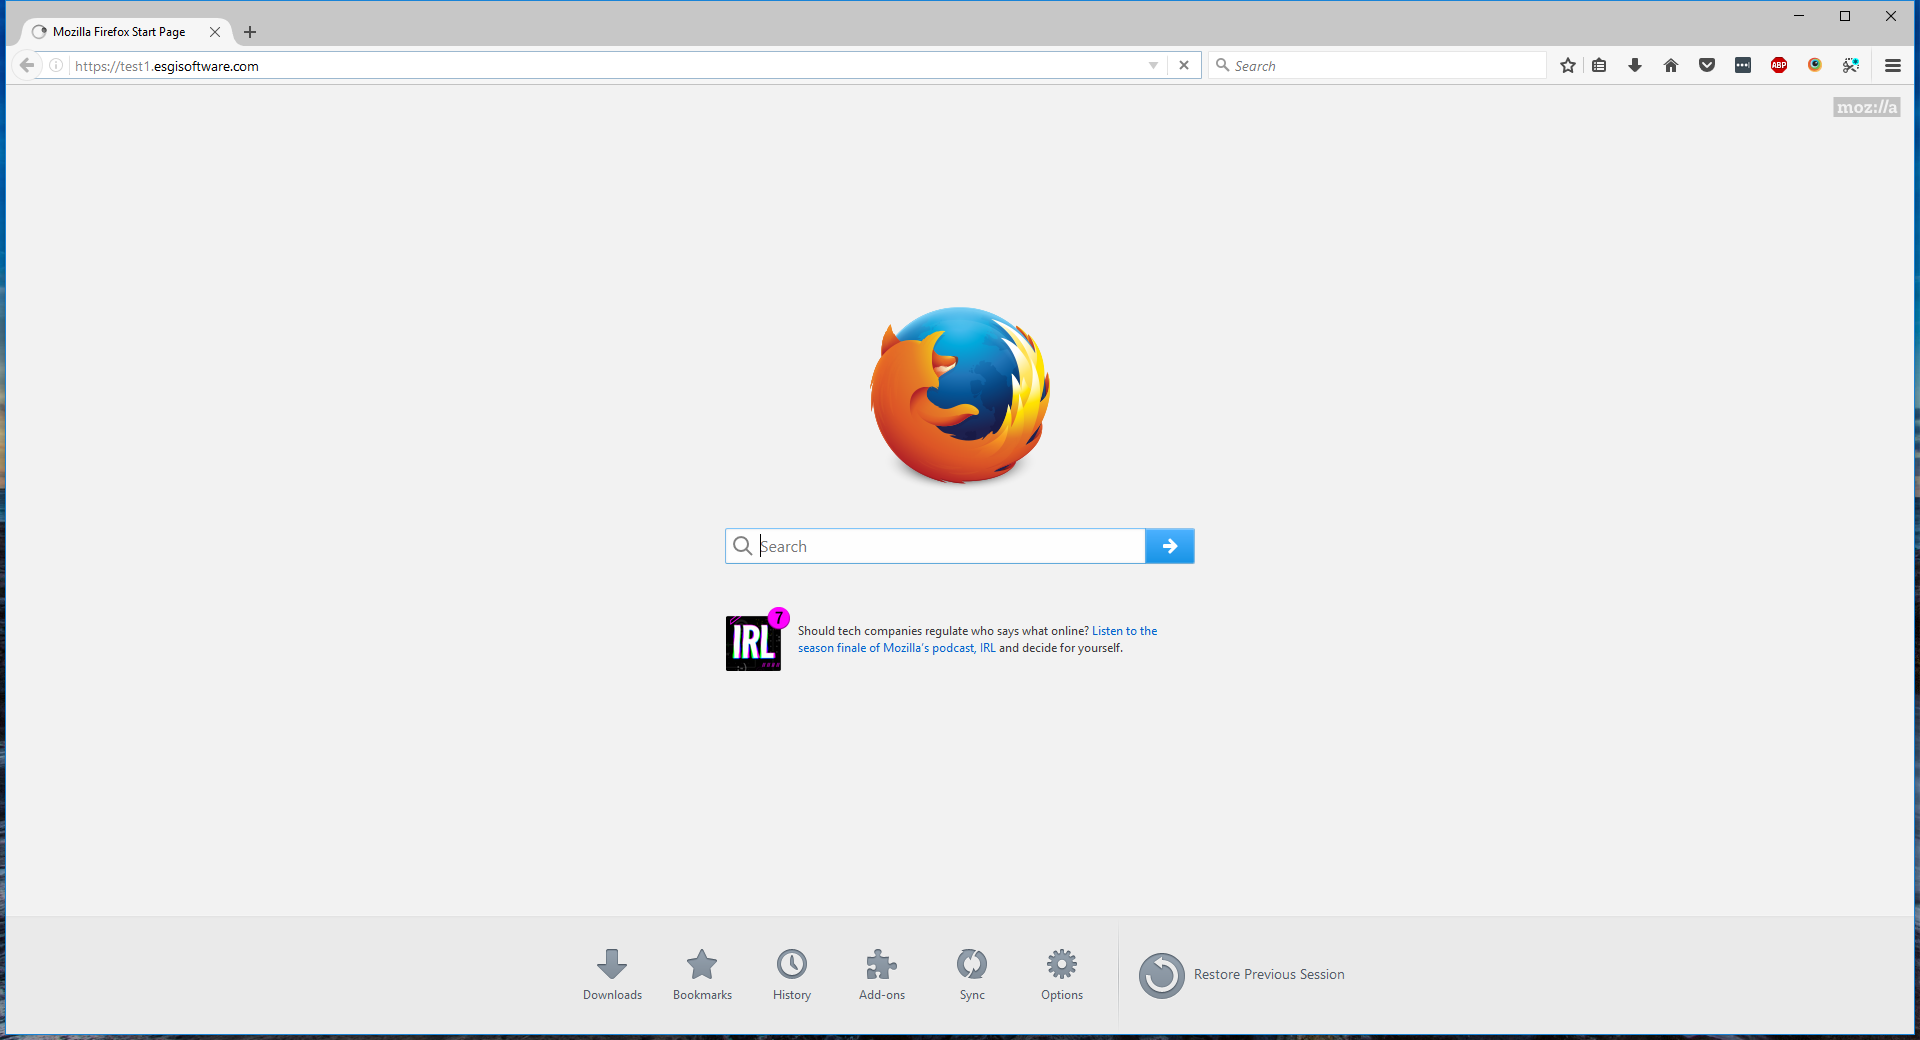 Mozilla Firefox Start Page
https://test1.esgisoftware.com
Search
ABP
moz://a
Search
IRL
7
Should tech companies regulate who says what online? Listen to the
season finale of Mozilla's podcast, IRL and decide for yourself.
Downloads
Bookmarks
History
Add-ons
Sync
Options
Restore Previous Session